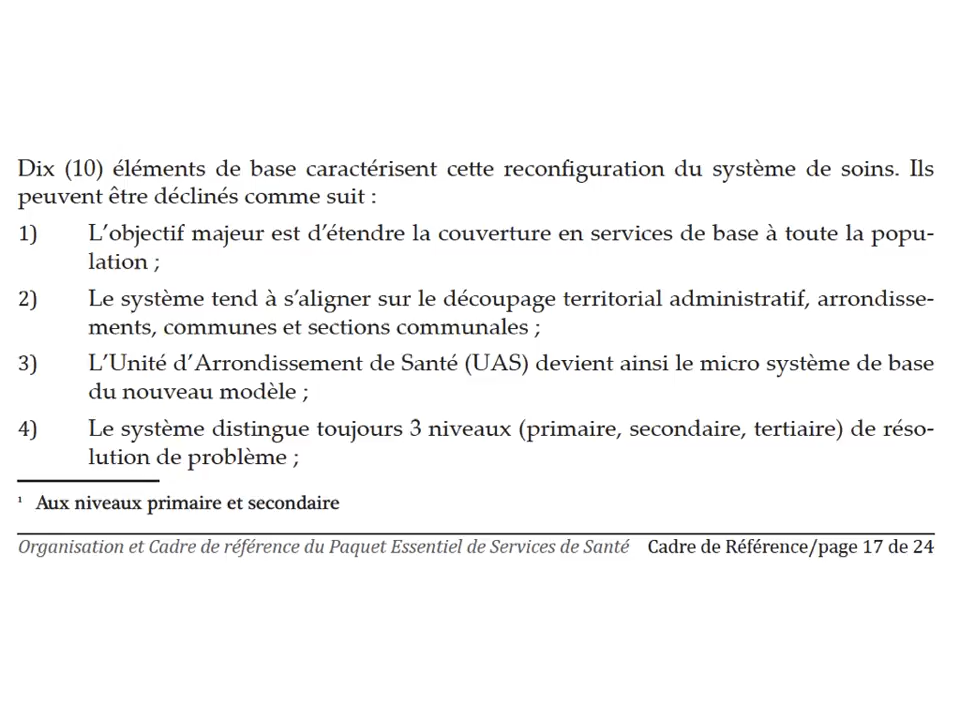 Dix (10) éléments de base caractérisent cette reconfiguration du système de soins. Ils
peuvent être déclinés comme suit :
1) L’objectif majeur est d’étendre la couverture en services de base à toute la popu-
lation ;
2) Le système tend à s’aligner sur le découpage territorial administratif, arrondisse-
ments, communes et sections communales ;
3) L’Unité d’Arrondissement de Santé (UAS) devient ainsi le micro système de base
du nouveau modèle ;
4) Le système distingue toujours 3 niveaux (primaire, secondaire, tertiaire) de réso-
lution de problème ;
¹ Aux niveaux primaire et secondaire
Organisation et Cadre de référence du Paquet Essentiel de Services de Santé Cadre de Référence/page 17 de 24